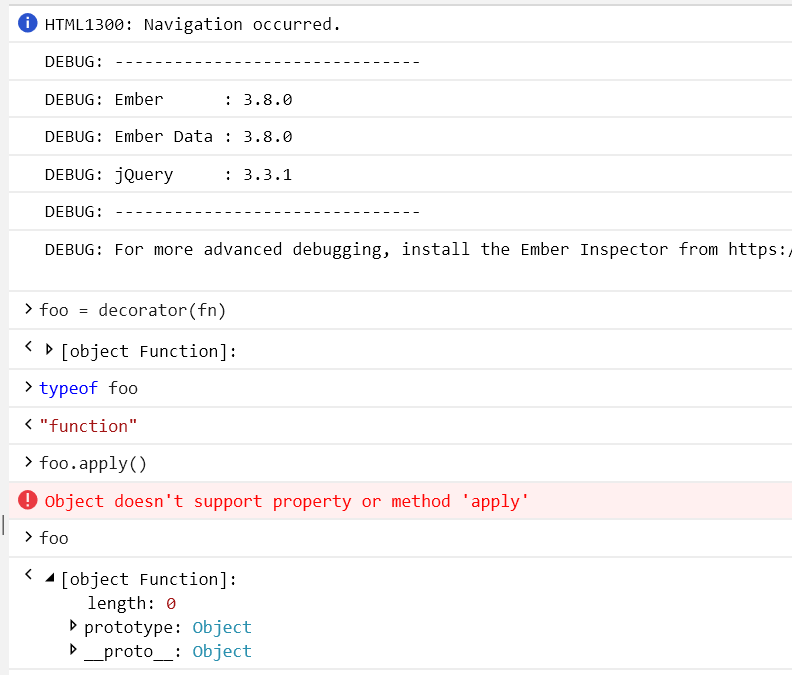 HTML1300: Navigation occurred.
DEBUG: -------------------------------
DEBUG: Ember      : 3.8.0
DEBUG: Ember Data : 3.8.0
DEBUG: jQuery     : 3.3.1
DEBUG: -------------------------------
DEBUG: For more advanced debugging, install the Ember Inspector from https:/
foo = decorator(fn)
[object Function]:
typeof foo
"function"
foo.apply()
Object doesn't support property or method 'apply'
foo
[object Function]:
length: 0
prototype: Object
__proto__: Object